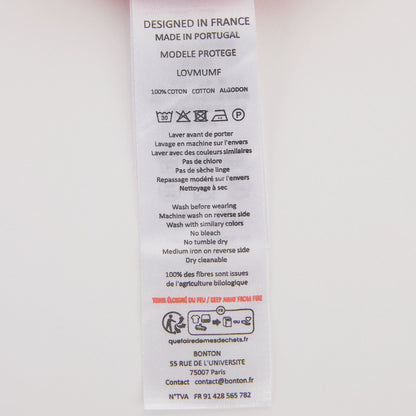 DESIGNED IN FRANCE
MADE IN PORTUGAL
MODELE PROTEGE
LOVMUMF
100% COTON COTTON ALGODON
30 P
Laver avant de porter
Lavage en machine sur l'envers
Laver avec des couleurs similaires
Pas de chlore
Pas de sèche linge
Repassage modéré sur l'envers
Nettoyage à sec
Wash before wearing
Machine wash on reverse side
Wash with similary colors
No bleach
No tumble dry
Medium iron on reverse side
Dry cleanable
100% des fibres sont issues
de l'agriculture bilologique
TENIR ÉLOIGNÉ DU FEU / KEEP AWAY FROM FIRE
FR
OU
quefairedemesdechets.fr
BONTON
55 RUE DE L'UNIVERSITE
75007 Paris
Contact contact@bonton.fr
N°TVA FR 91 428 565 782